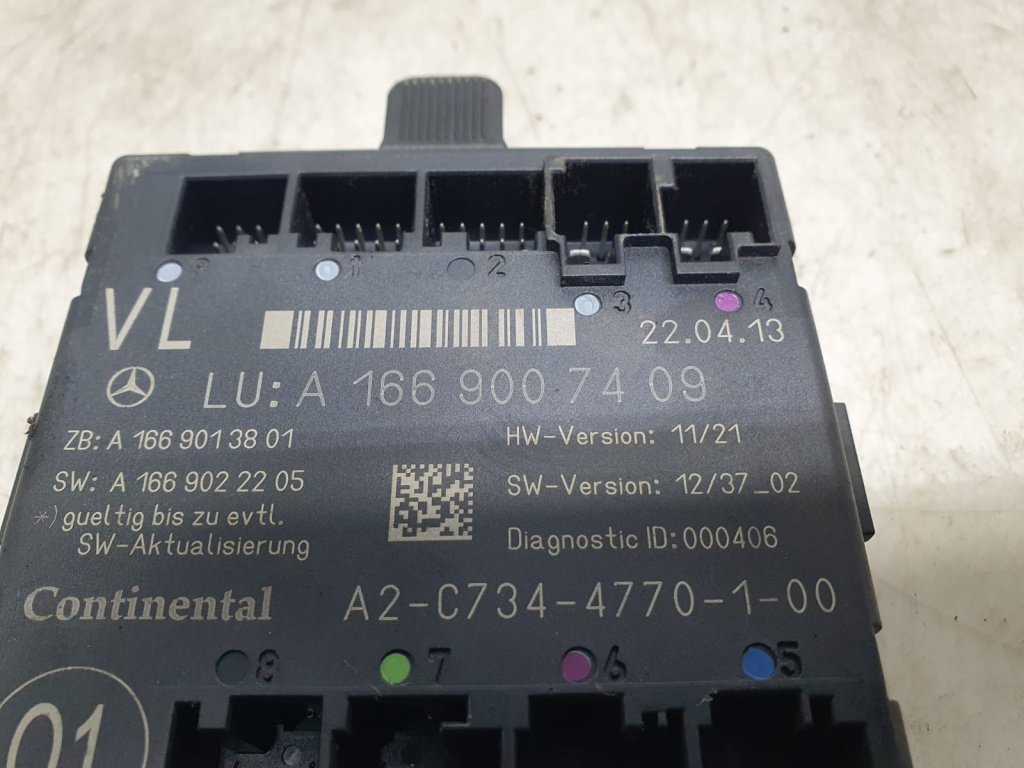 1 2
3 4
VL
22.04.13
LU: A 166 900 74 09
ZB: A 166 901 38 01
HW-Version: 11/21
SW: A 166 902 22 05
SW-Version: 12/37_02
*) gueltig bis zu evtl.
SW-Aktualisierung
Diagnostic ID: 000406
Continental
A2-C734-4770-1-00
8 7 6 5
01